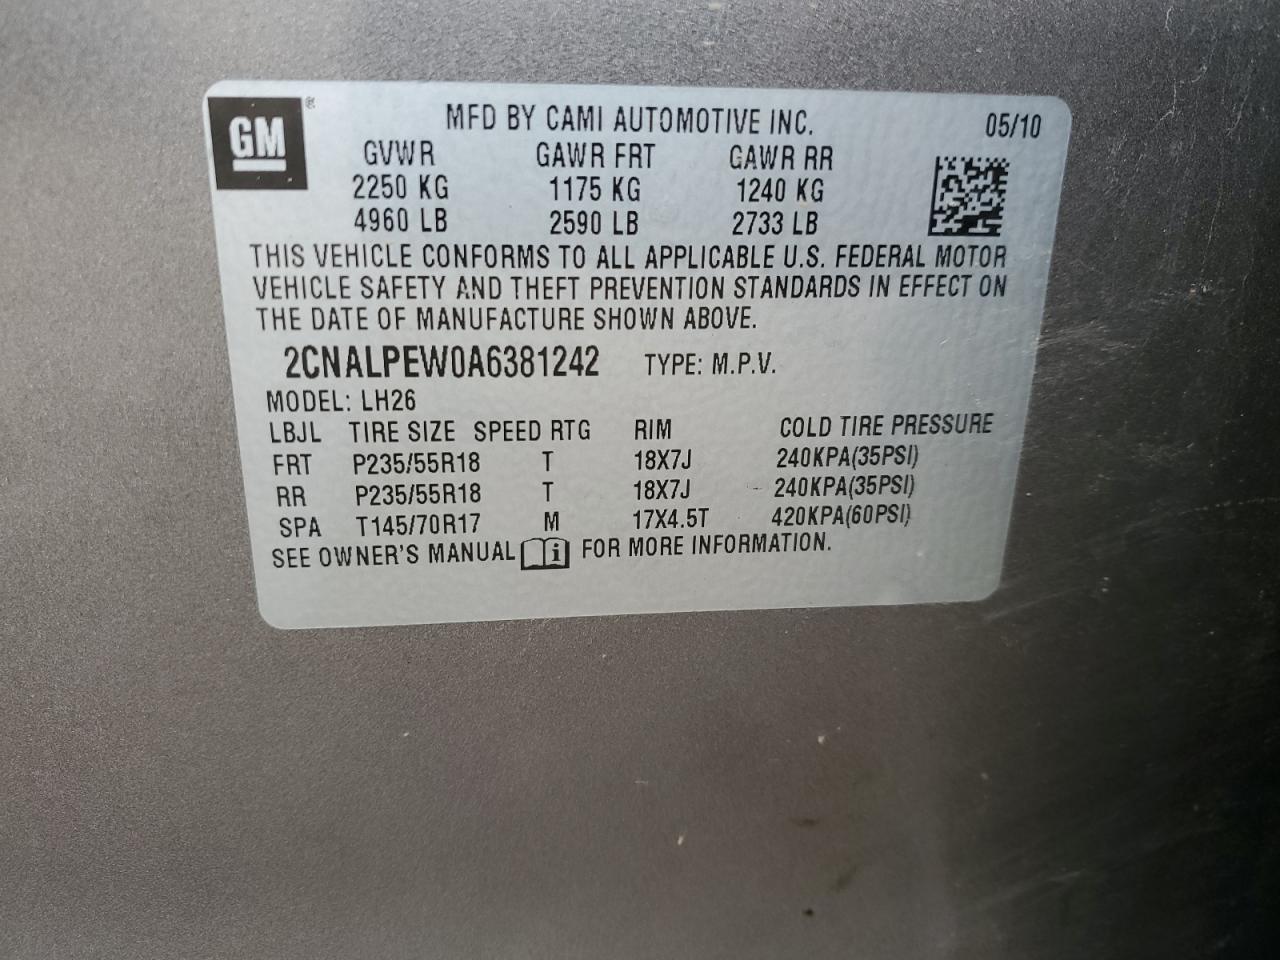 GM ® MFD BY CAMI AUTOMOTIVE INC. 05/10
GVWR GAWR FRT GAWR RR
2250 KG 1175 KG 1240 KG
4960 LB 2590 LB 2733 LB
THIS VEHICLE CONFORMS TO ALL APPLICABLE U.S. FEDERAL MOTOR
VEHICLE SAFETY AND THEFT PREVENTION STANDARDS IN EFFECT ON
THE DATE OF MANUFACTURE SHOWN ABOVE.
2CNALPEW0A6381242 TYPE: M.P.V.
MODEL: LH26
LBJL TIRE SIZE SPEED RTG RIM COLD TIRE PRESSURE
FRT P235/55R18 T 18X7J 240KPA(35PSI)
RR P235/55R18 T 18X7J 240KPA(35PSI)
SPA T145/70R17 M 17X4.5T 420KPA(60PSI)
SEE OWNER'S MANUAL i FOR MORE INFORMATION.